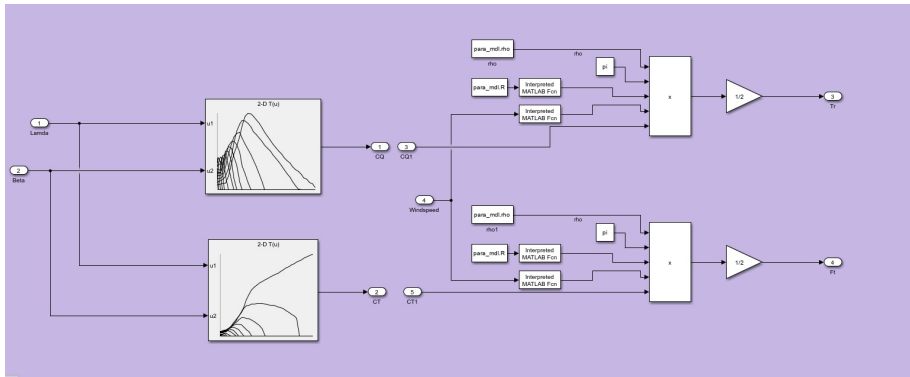 para_mdl.rho
rho
rho
pi
para_mdl.R
Interpreted
MATLAB Fcn
Interpreted
MATLAB Fcn
x
1/2
3
Tr
2-D T(u)
u1
u2
1
Lamda
2
Beta
1
CQ
3
CQ1
4
Windspeed
para_mdl.rho
rho1
rho
pi
para_mdl.R
Interpreted
MATLAB Fcn
Interpreted
MATLAB Fcn
x
1/2
4
Ft
2-D T(u)
u1
u2
2
CT
5
CT1